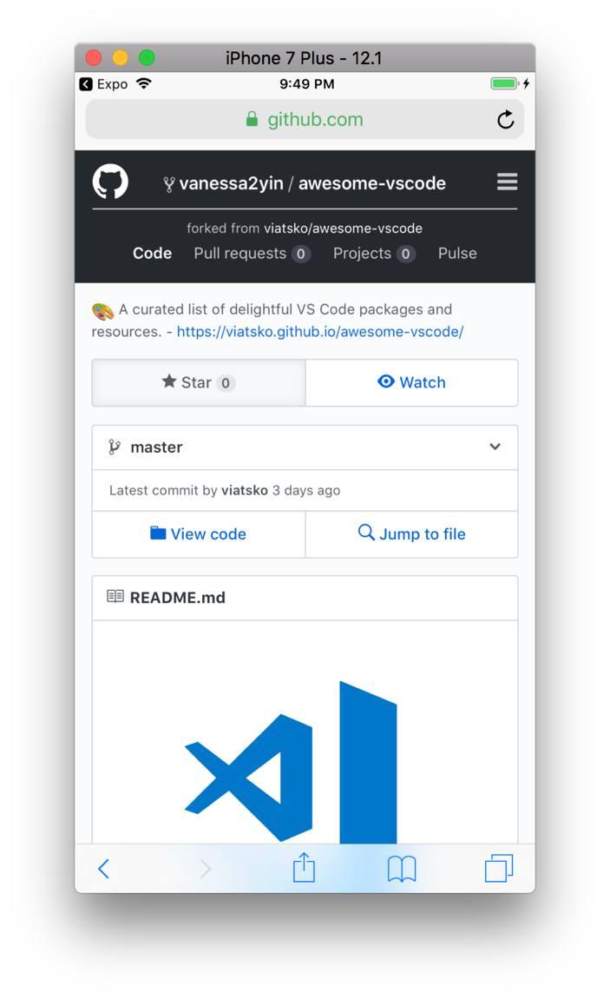 iPhone 7 Plus - 12.1
Expo 9:49 PM
github.com
vanessa2yin / awesome-vscode
forked from viatsko/awesome-vscode
Code Pull requests 0 Projects 0 Pulse
A curated list of delightful VS Code packages and
resources. - https://viatsko.github.io/awesome-vscode/
Star 0 Watch
master
Latest commit by viatsko 3 days ago
View code Jump to file
README.md